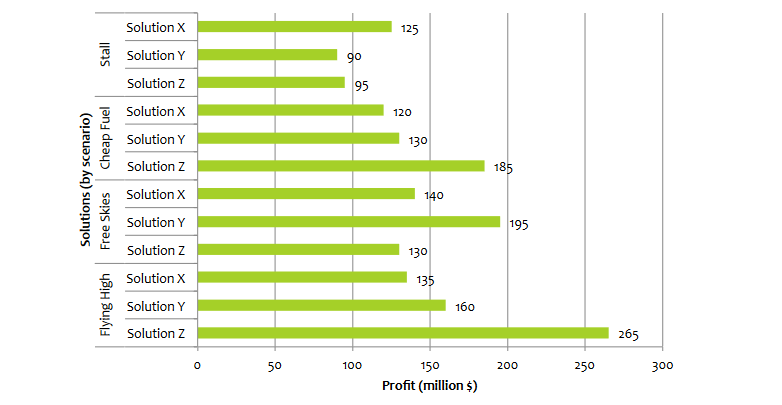 Solutions (by scenario)
Stall
Solution X 125
Solution Y 90
Solution Z 95
Cheap Fuel
Solution X 120
Solution Y 130
Solution Z 185
Free Skies
Solution X 140
Solution Y 195
Solution Z 130
Flying High
Solution X 135
Solution Y 160
Solution Z 265
0 50 100 150 200 250 300
Profit (million $)